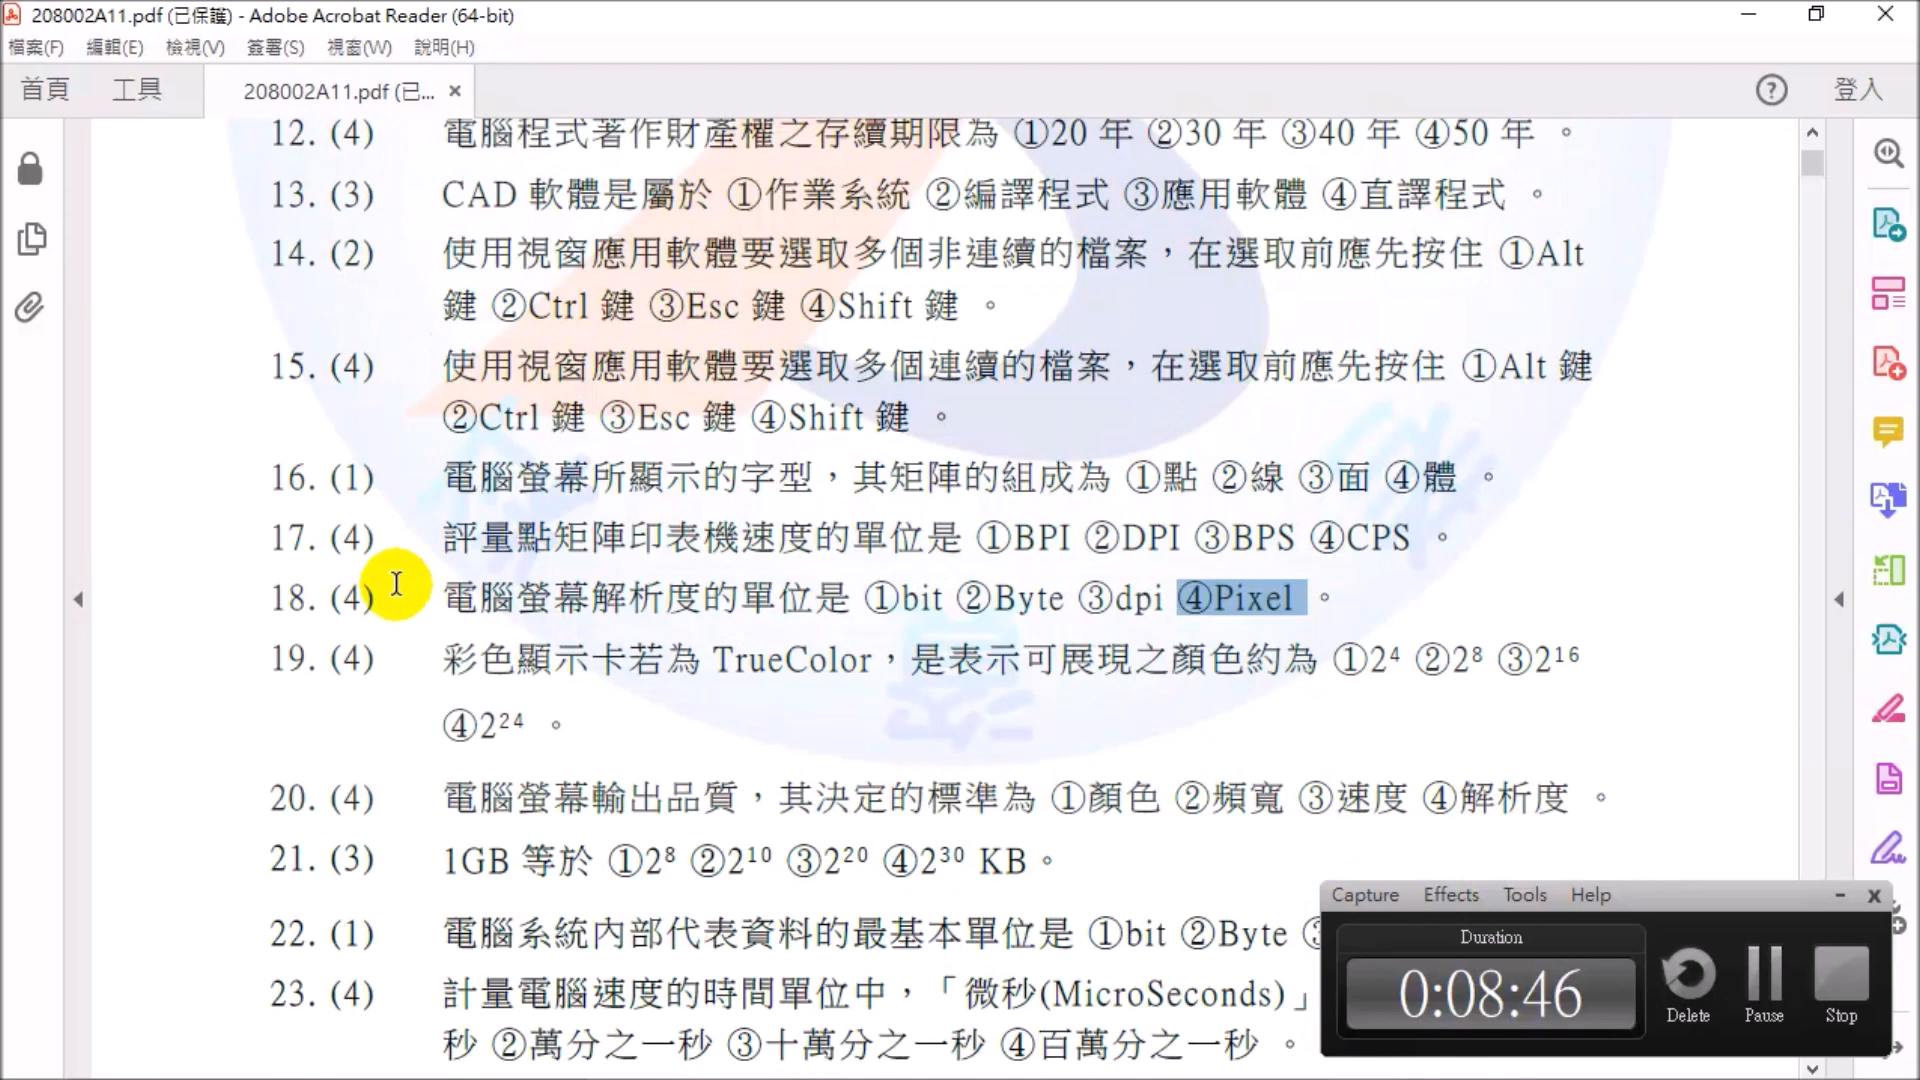 208002A11.pdf (已保護) - Adobe Acrobat Reader (64-bit)
檔案(F) 編輯(E) 檢視(V) 簽署(S) 視窗(W) 說明(H)
首頁 工具 208002A11.pdf (已... × ? 登入
12. (4) 電腦程式著作財產權之存續期限為 ①20 年 ②30 年 ③40 年 ④50 年 。
13. (3) CAD 軟體是屬於 ①作業系統 ②編譯程式 ③應用軟體 ④直譯程式 。
14. (2) 使用視窗應用軟體要選取多個非連續的檔案，在選取前應先按住 ①Alt
鍵 ②Ctrl 鍵 ③Esc 鍵 ④Shift 鍵 。
15. (4) 使用視窗應用軟體要選取多個連續的檔案，在選取前應先按住 ①Alt 鍵
②Ctrl 鍵 ③Esc 鍵 ④Shift 鍵 。
16. (1) 電腦螢幕所顯示的字型，其矩陣的組成為 ①點 ②線 ③面 ④體 。
17. (4) 評量點矩陣印表機速度的單位是 ①BPI ②DPI ③BPS ④CPS 。
18. (4) 電腦螢幕解析度的單位是 ①bit ②Byte ③dpi ④Pixel 。
19. (4) 彩色顯示卡若為 TrueColor，是表示可展現之顏色約為 ①2⁴ ②2⁸ ③2¹⁶
④2²⁴ 。
20. (4) 電腦螢幕輸出品質，其決定的標準為 ①顏色 ②頻寬 ③速度 ④解析度 。
21. (3) 1GB 等於 ①2⁸ ②2¹⁰ ③2²⁰ ④2³⁰ KB。
22. (1) 電腦系統內部代表資料的最基本單位是 ①bit ②Byte
23. (4) 計量電腦速度的時間單位中，「微秒(MicroSeconds)」
秒 ②萬分之一秒 ③十萬分之一秒 ④百萬分之一秒 。
Capture Effects Tools Help
Duration
0:08:46
Delete Pause Stop